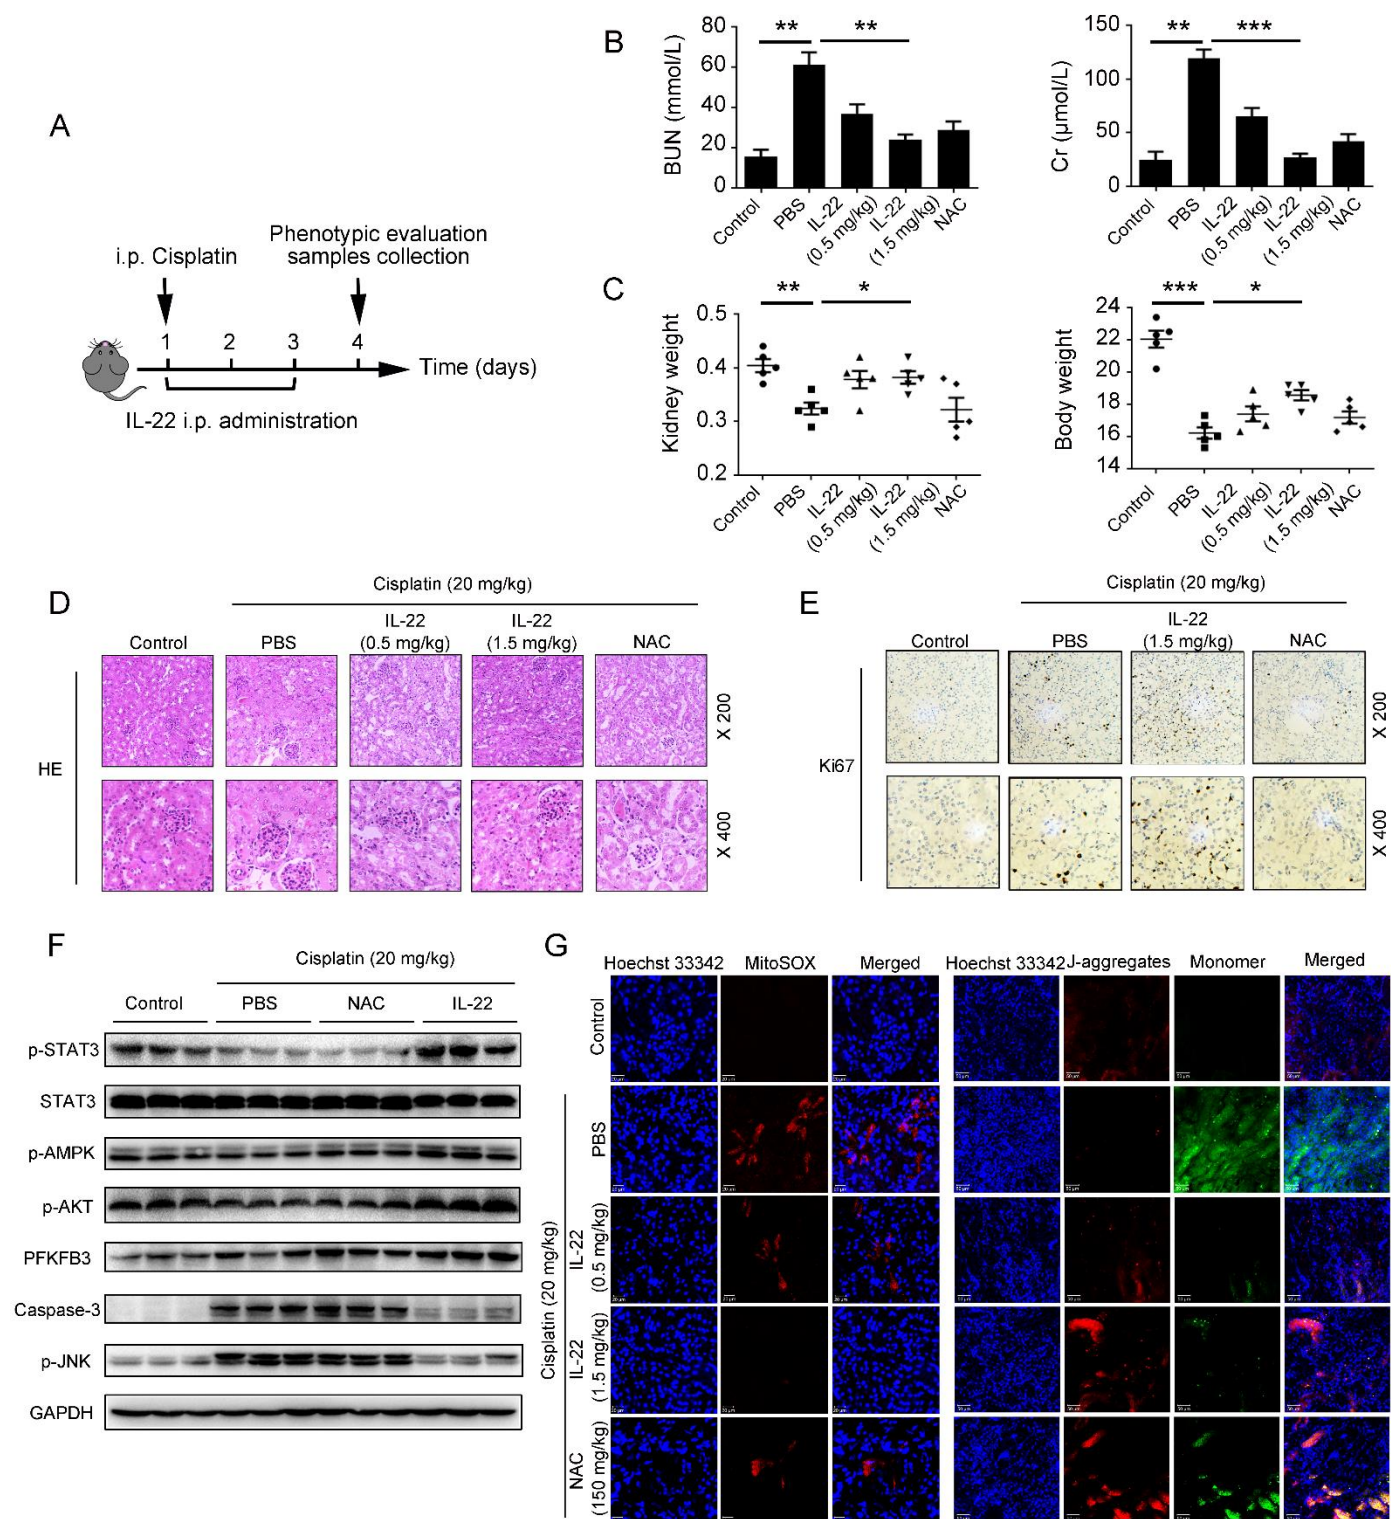 A
i.p. Cisplatin
Phenotypic evaluation
samples collection
1 2 3 4
Time (days)
IL-22 i.p. administration
B
BUN (mmol/L)
80
60
40
20
0
Control
PBS
IL-22
(0.5 mg/kg)
IL-22
(1.5 mg/kg)
NAC
** **
Cr (μmol/L)
150
100
50
0
Control
PBS
IL-22
(0.5 mg/kg)
IL-22
(1.5 mg/kg)
NAC
** ***
C
Kidney weight
0.5
0.4
0.3
0.2
Control
PBS
IL-22
(0.5 mg/kg)
IL-22
(1.5 mg/kg)
NAC
** *
Body weight
24
22
20
18
16
14
Control
PBS
IL-22
(0.5 mg/kg)
IL-22
(1.5 mg/kg)
NAC
*** *
D
Cisplatin (20 mg/kg)
Control
PBS
IL-22
(0.5 mg/kg)
IL-22
(1.5 mg/kg)
NAC
HE
X 200
X 400
E
Cisplatin (20 mg/kg)
Control
PBS
IL-22
(1.5 mg/kg)
NAC
Ki67
X 200
X 400
F
Cisplatin (20 mg/kg)
Control PBS NAC IL-22
p-STAT3
STAT3
p-AMPK
p-AKT
PFKFB3
Caspase-3
p-JNK
GAPDH
G
Hoechst 33342 MitoSOX Merged Hoechst 33342 J-aggregates Monomer Merged
Control
PBS
IL-22
(0.5 mg/kg)
IL-22
(1.5 mg/kg)
NAC
(150 mg/kg)
Cisplatin (20 mg/kg)